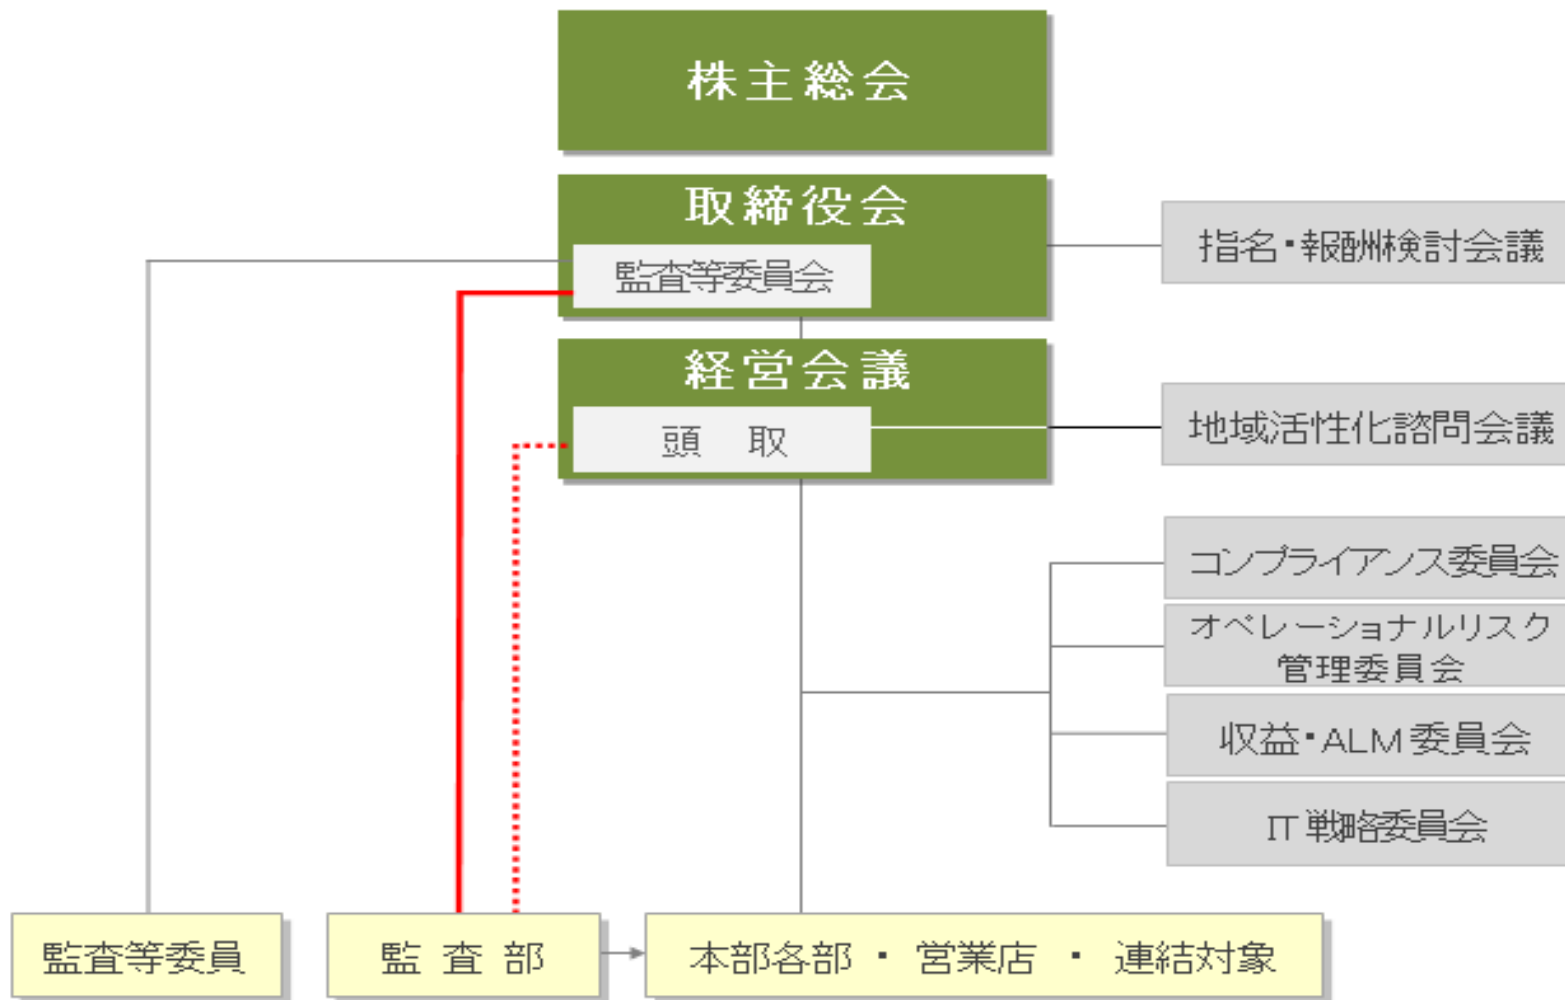 株主総会
取締役会
監査等委員会
指名・報酬検討会議
経営会議
頭 取
地域活性化諮問会議
コンプライアンス委員会
オペレーショナルリスク
管理委員会
収益・ALM委員会
IT戦略委員会
監査等委員
監 査 部
本部各部 ・ 営業店 ・ 連結対象